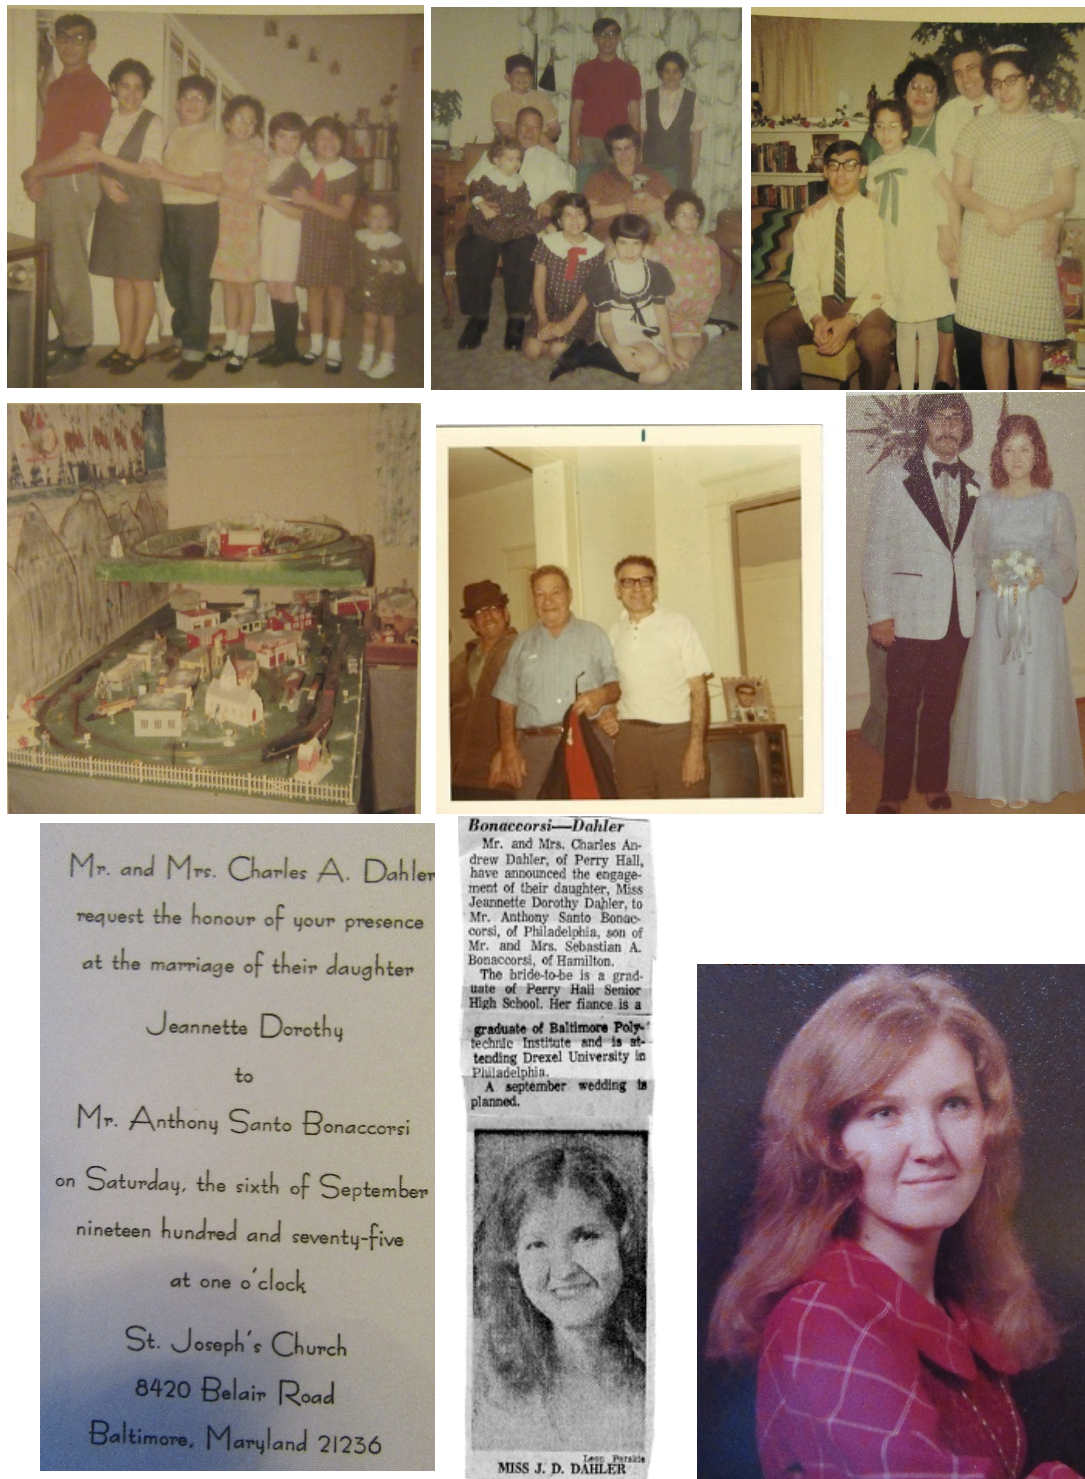 Mr. and Mrs. Charles A. Dahler
request the honour of your presence
at the marriage of their daughter
Jeannette Dorothy
to
Mr. Anthony Santo Bonaccorsi
on Saturday, the sixth of September
nineteen hundred and seventy-five
at one o'clock
St. Joseph's Church
8420 Belair Road
Baltimore, Maryland 21236
Bonaccorsi—Dahler
Mr. and Mrs. Charles An-
drew Dahler, of Perry Hall,
have announced the engage-
ment of their daughter, Miss
Jeannette Dorothy Dahler, to
Mr. Anthony Santo Bonac-
corsi, of Philadelphia, son of
Mr. and Mrs. Sebastian A.
Bonaccorsi, of Hamilton.
The bride-to-be is a grad-
uate of Perry Hall Senior
High School. Her fiance is a
graduate of Baltimore Poly-
technic Institute and is at-
tending Drexel University in
Philadelphia.
A september wedding is
planned.
Leon Perskie
MISS J. D. DAHLER